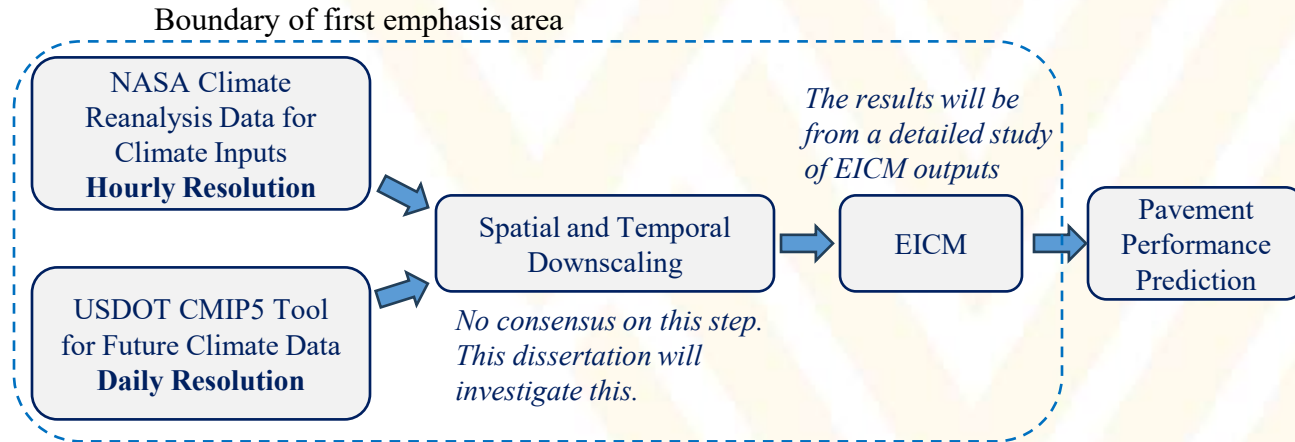 Boundary of first emphasis area
NASA Climate
Reanalysis Data for
Climate Inputs
Hourly Resolution
USDOT CMIP5 Tool
for Future Climate Data
Daily Resolution
Spatial and Temporal
Downscaling
No consensus on this step.
This dissertation will
investigate this.
The results will be
from a detailed study
of EICM outputs
EICM
Pavement
Performance
Prediction